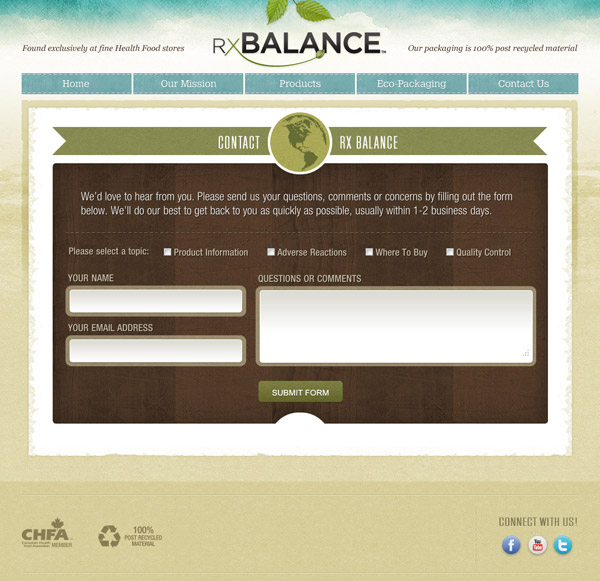 Found exclusively at fine Health Food stores
RXBALANCE™
Our packaging is 100% post recycled material
Home
Our Mission
Products
Eco-Packaging
Contact Us
CONTACT
RX BALANCE
We'd love to hear from you. Please send us your questions, comments or concerns by filling out the form
below. We'll do our best to get back to you as quickly as possible, usually within 1-2 business days.
Please select a topic:
Product Information
Adverse Reactions
Where To Buy
Quality Control
YOUR NAME
QUESTIONS OR COMMENTS
YOUR EMAIL ADDRESS
SUBMIT FORM
CHFA
Canadian Health
Food Association
MEMBER
100%
POST RECYCLED
MATERIAL
CONNECT WITH US!
f
You
Tube
t